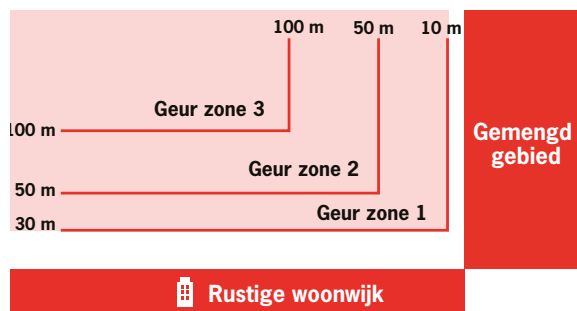 100 m 50 m 10 m
Geur zone 3
100 m
Gemengd
gebied
Geur zone 2
50 m
Geur zone 1
30 m
Rustige woonwijk